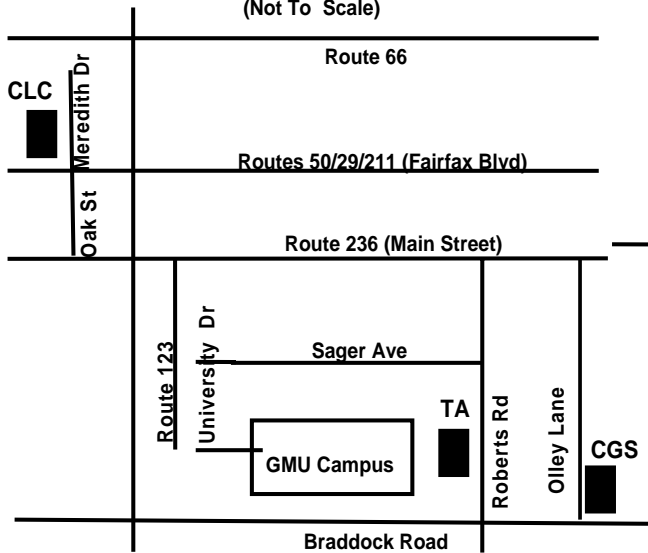 (Not To Scale)
Route 66
CLC
Meredith Dr
Routes 50/29/211 (Fairfax Blvd)
Oak St
Route 236 (Main Street)
Route 123
University Dr
Sager Ave
TA
Roberts Rd
Olley Lane
CGS
GMU Campus
Braddock Road